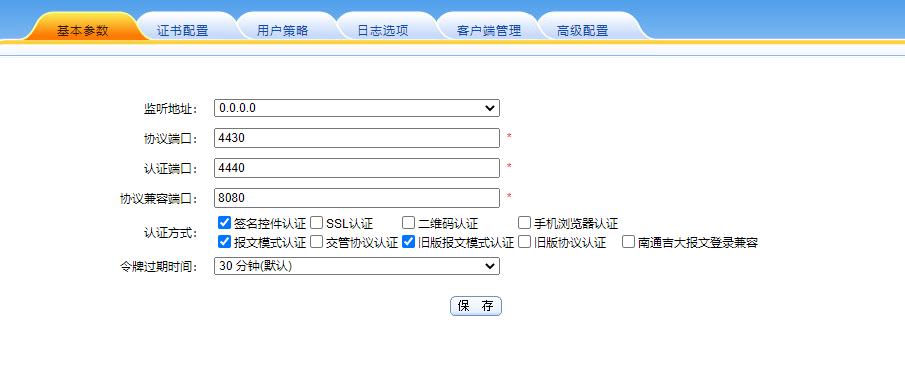 基本参数 证书配置 用户策略 日志选项 客户端管理 高级配置
监听地址: 0.0.0.0
协议端口: 4430 *
认证端口: 4440 *
协议兼容端口: 8080 *
认证方式:
签名控件认证 SSL认证 二维码认证 手机浏览器认证
报文模式认证 交管协议认证 旧版报文模式认证 旧版协议认证 南通吉大报文登录兼容
令牌过期时间: 30 分钟(默认)
保 存